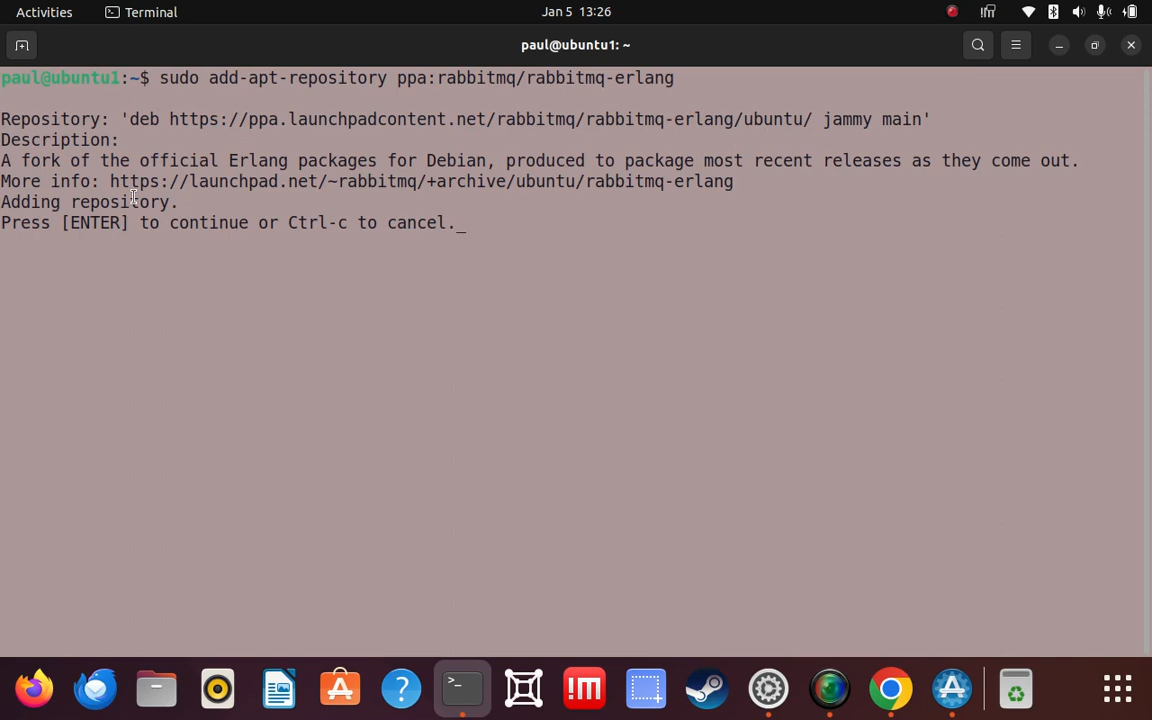 Activities Terminal Jan 5 13:26
paul@ubuntu1: ~
paul@ubuntu1:~$ sudo add-apt-repository ppa:rabbitmq/rabbitmq-erlang
Repository: 'deb https://ppa.launchpadcontent.net/rabbitmq/rabbitmq-erlang/ubuntu/ jammy main'
Description:
A fork of the official Erlang packages for Debian, produced to package most recent releases as they come out.
More info: https://launchpad.net/~rabbitmq/+archive/ubuntu/rabbitmq-erlang
Adding repository.
Press [ENTER] to continue or Ctrl-c to cancel.